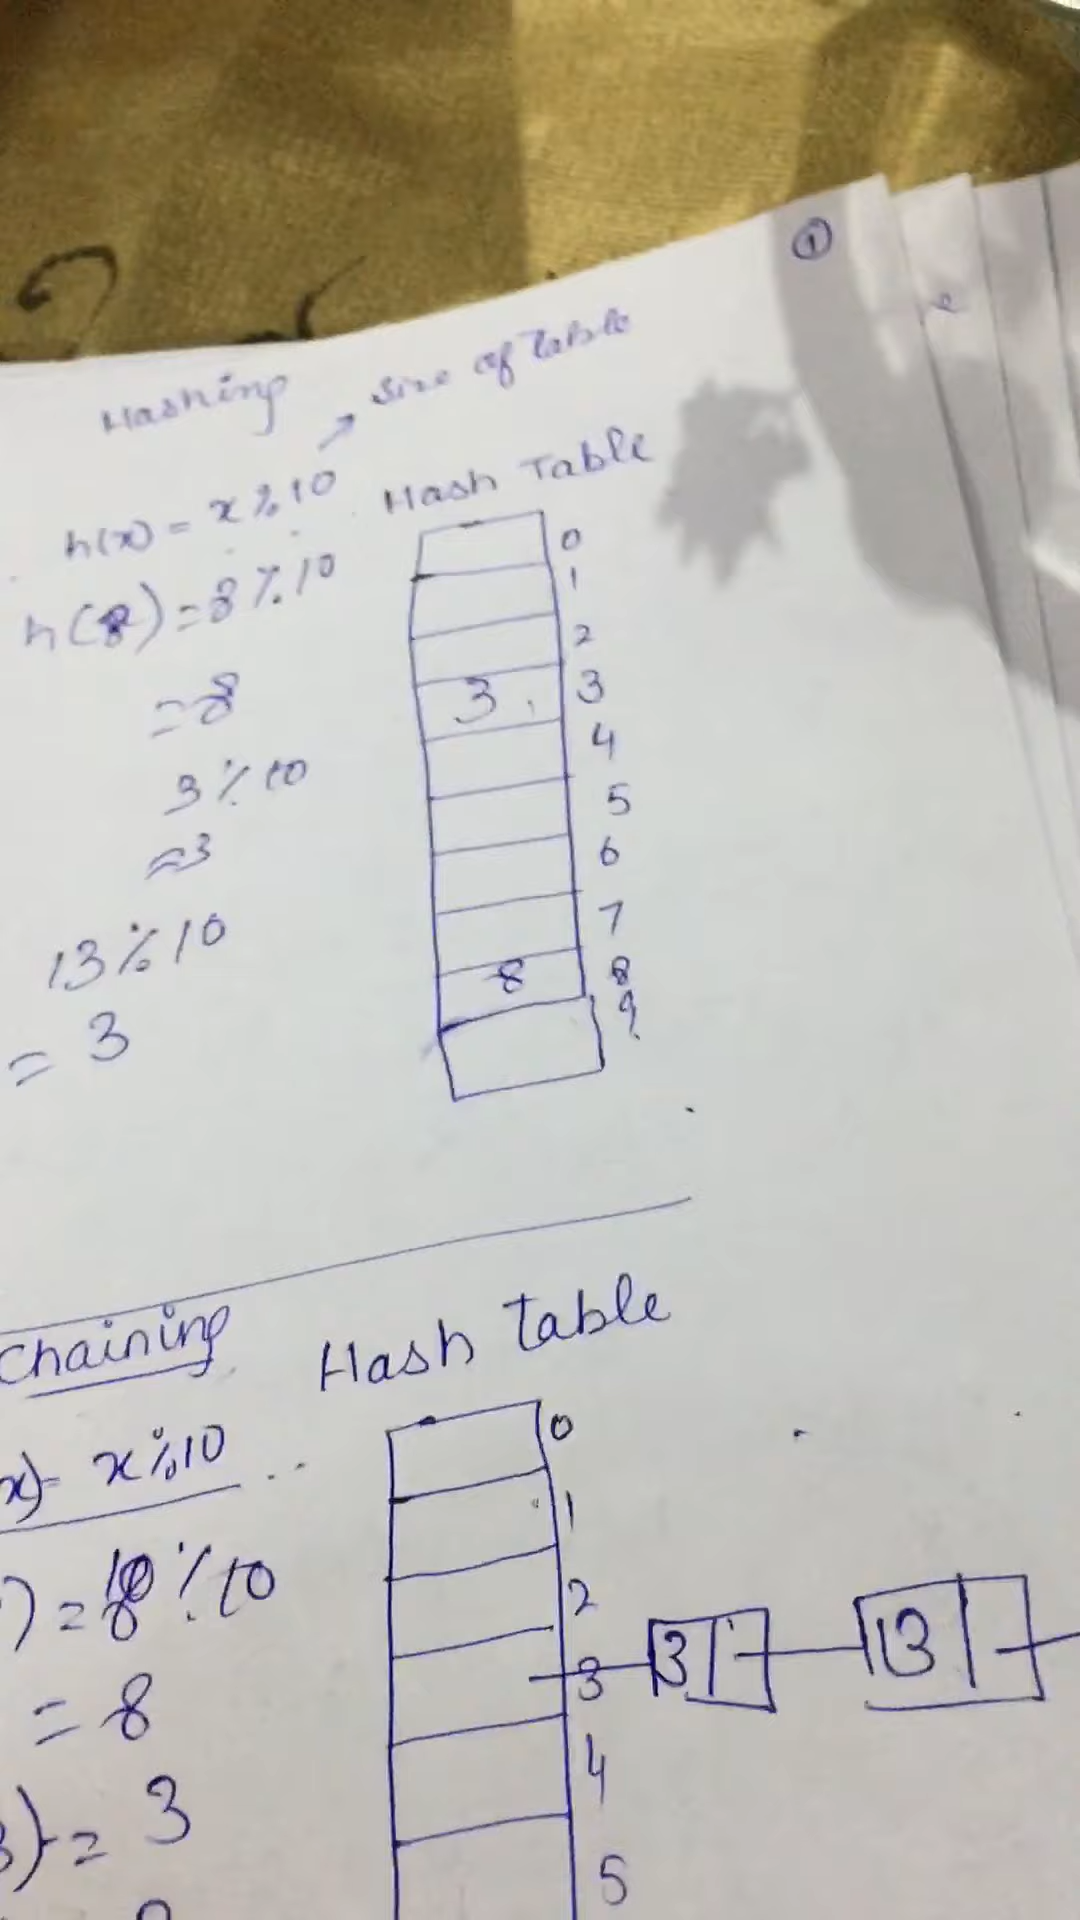 ①
Hashing → Size of Table
h(x) = x % 10
h(8) = 8 % 10
= 8
3 % 10
= 3
13 % 10
= 3
Hash Table
0
1
2
3 3
4
5
6
7
8 8
9
Chaining
x) = x % 10
) = 18 % 10
= 8
3) = 3
Hash Table
0
1
2
3 3 13
4
5